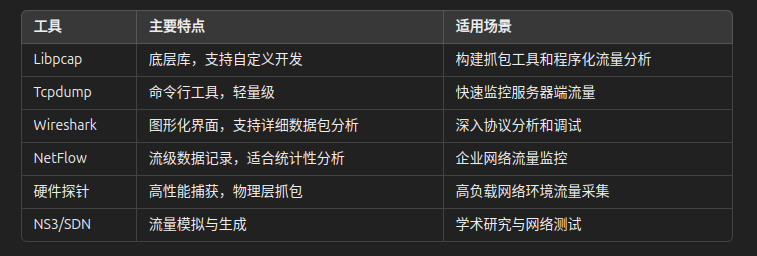 工具 主要特点 适用场景
Libpcap 底层库，支持自定义开发 构建抓包工具和程序化流量分析
Tcpdump 命令行工具，轻量级 快速监控服务器端流量
Wireshark 图形化界面，支持详细数据包分析 深入协议分析和调试
NetFlow 流级数据记录，适合统计性分析 企业网络流量监控
硬件探针 高性能捕获，物理层抓包 高负载网络环境流量采集
NS3/SDN 流量模拟与生成 学术研究与网络测试